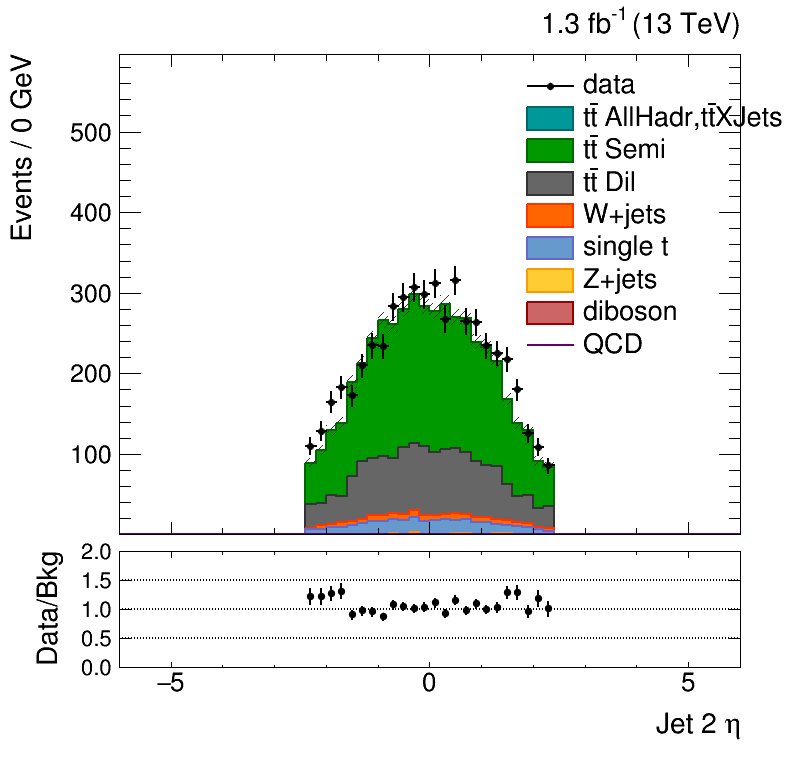 1.3 fb⁻¹ (13 TeV)
Events / 0 GeV
500
400
300
200
100
data
tt̄ AllHadr,tt̄XJets
tt̄ Semi
tt̄ Dil
W+jets
single t
Z+jets
diboson
QCD
Data/Bkg
2.0
1.5
1.0
0.5
0.0
−5 0 5
Jet 2 η